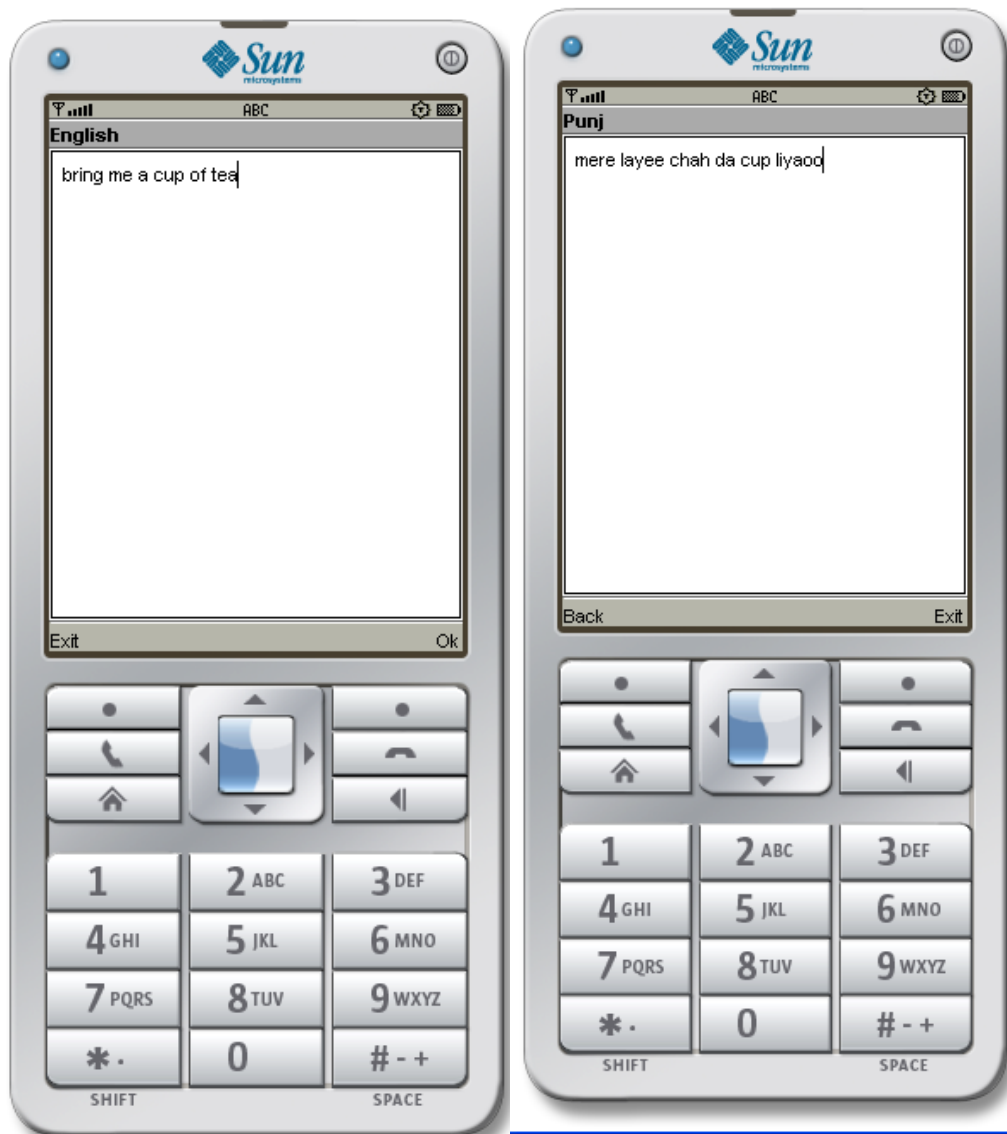 Sun
microsystems
ABC
English
bring me a cup of tea
Exit Ok
1 2 ABC 3 DEF
4 GHI 5 JKL 6 MNO
7 PQRS 8 TUV 9 WXYZ
* . 0 # - +
SHIFT SPACE
Sun
microsystems
ABC
Punj
mere layee chah da cup liyaoo
Back Exit
1 2 ABC 3 DEF
4 GHI 5 JKL 6 MNO
7 PQRS 8 TUV 9 WXYZ
* . 0 # - +
SHIFT SPACE